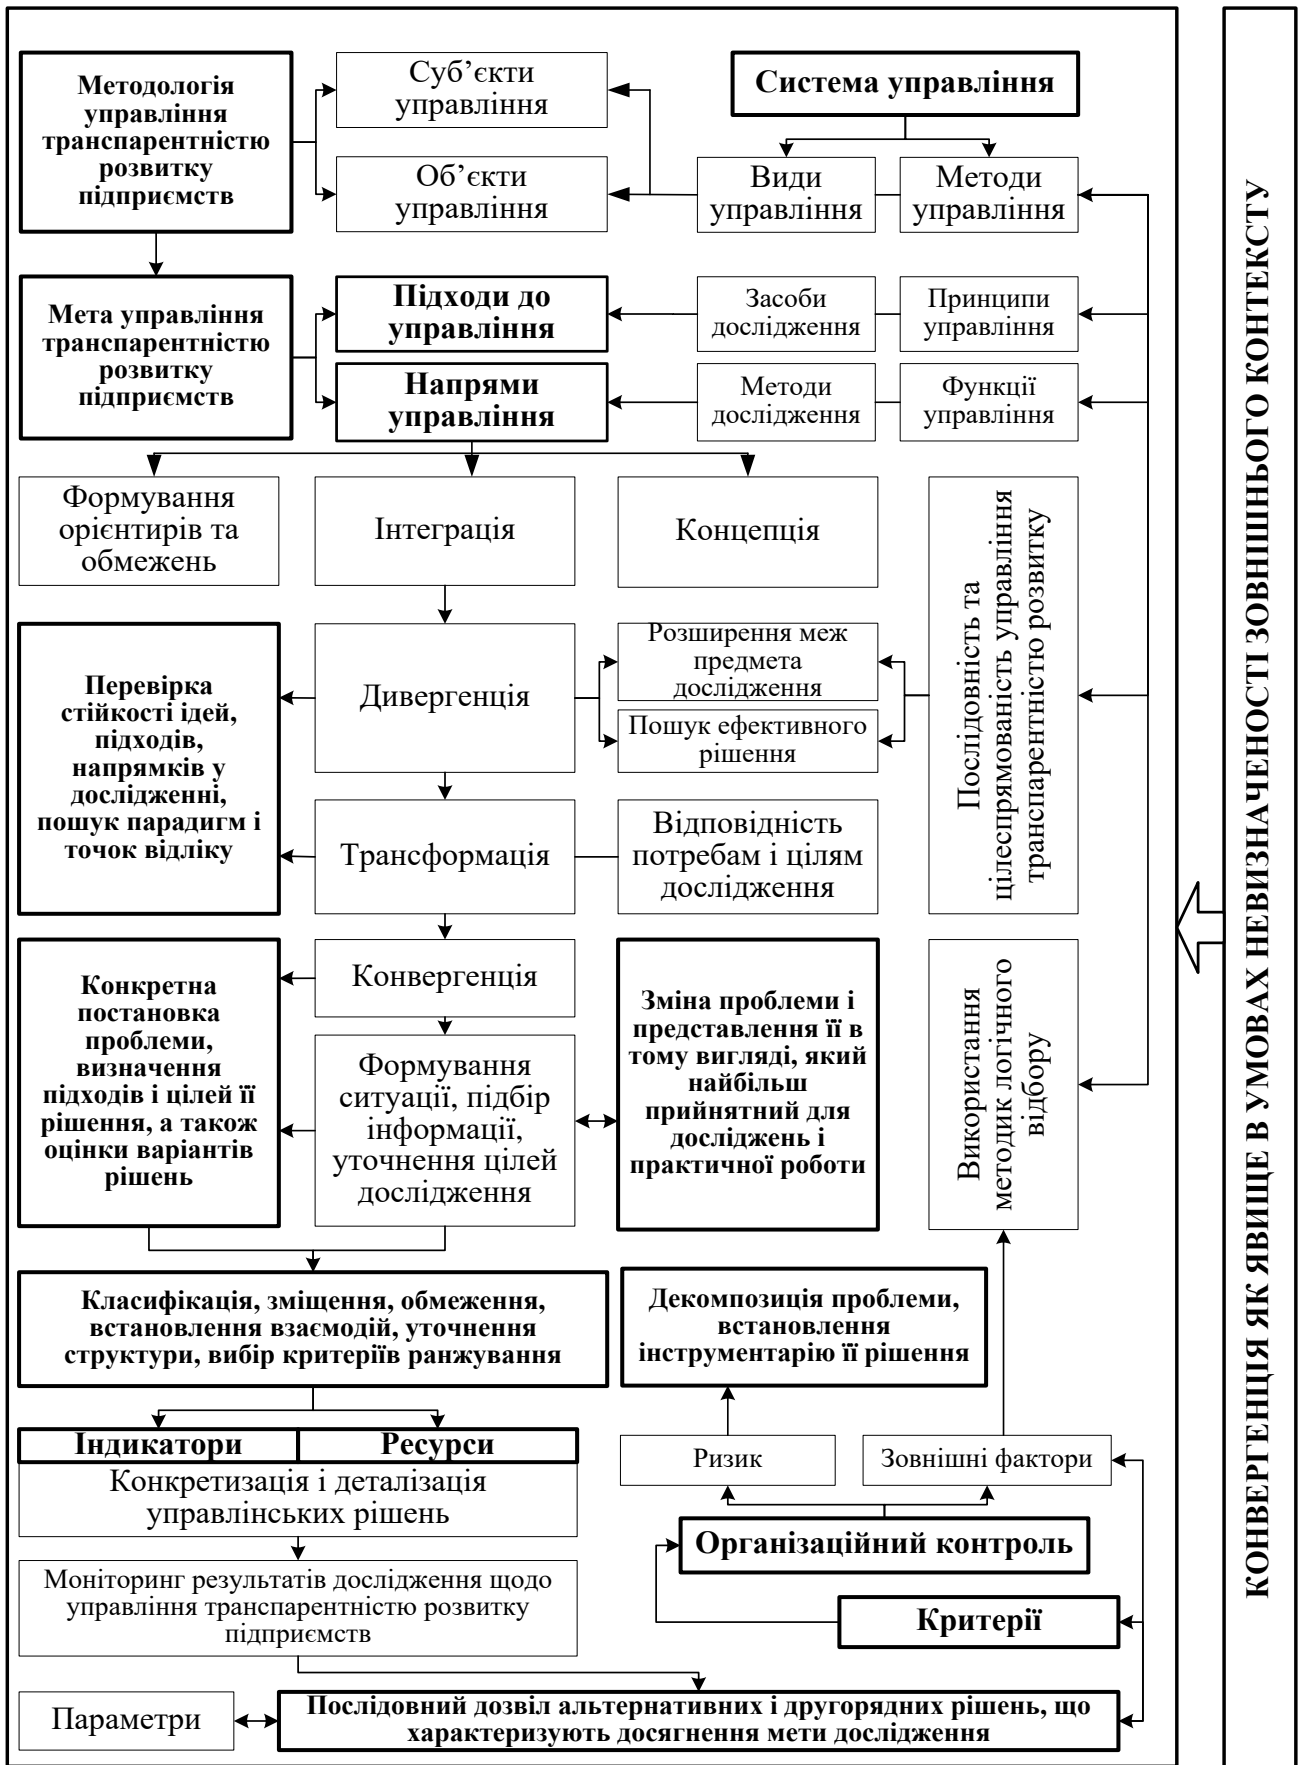 Методологія
управління
транспарентністю
розвитку
підприємств
Суб’єкти
управління
Об’єкти
управління
Система управління
Види
управління
Методи
управління
Мета управління
транспарентністю
розвитку
підприємств
Підходи до
управління
Засоби
дослідження
Принципи
управління
Напрями
управління
Методи
дослідження
Функції
управління
Формування
орієнтирів та
обмежень
Інтеграція
Концепція
Послідовність та
цілеспрямованість управління
транспарентністю розвитку
Перевірка
стійкості ідей,
підходів,
напрямків у
дослідженні,
пошук парадигм і
точок відліку
Дивергенція
Розширення меж
предмета
дослідження
Пошук ефективного
рішення
Трансформація
Відповідність
потребам і цілям
дослідження
Конкретна
постановка
проблеми,
визначення
підходів і цілей її
рішення, а також
оцінки варіантів
рішень
Конвергенція
Формування
ситуації, підбір
інформації,
уточнення цілей
дослідження
Зміна проблеми і
представлення її в
тому вигляді, який
найбільш
прийнятний для
досліджень і
практичної роботи
Використання
методик логічного
відбору
Класифікація, зміщення, обмеження,
встановлення взаємодій, уточнення
структури, вибір критеріїв ранжування
Декомпозиція проблеми,
встановлення
інструментарію її рішення
Індикатори
Ресурси
Конкретизація і деталізація
управлінських рішень
Ризик
Зовнішні фактори
Організаційний контроль
Моніторинг результатів дослідження щодо
управління транспарентністю розвитку
підприємств
Критерії
Параметри
Послідовний дозвіл альтернативних і другорядних рішень, що
характеризують досягнення мети дослідження
КОНВЕРГЕНЦІЯ ЯК ЯВИЩЕ В УМОВАХ НЕВИЗНАЧЕНОСТІ ЗОВНІШНЬОГО КОНТЕКСТУ